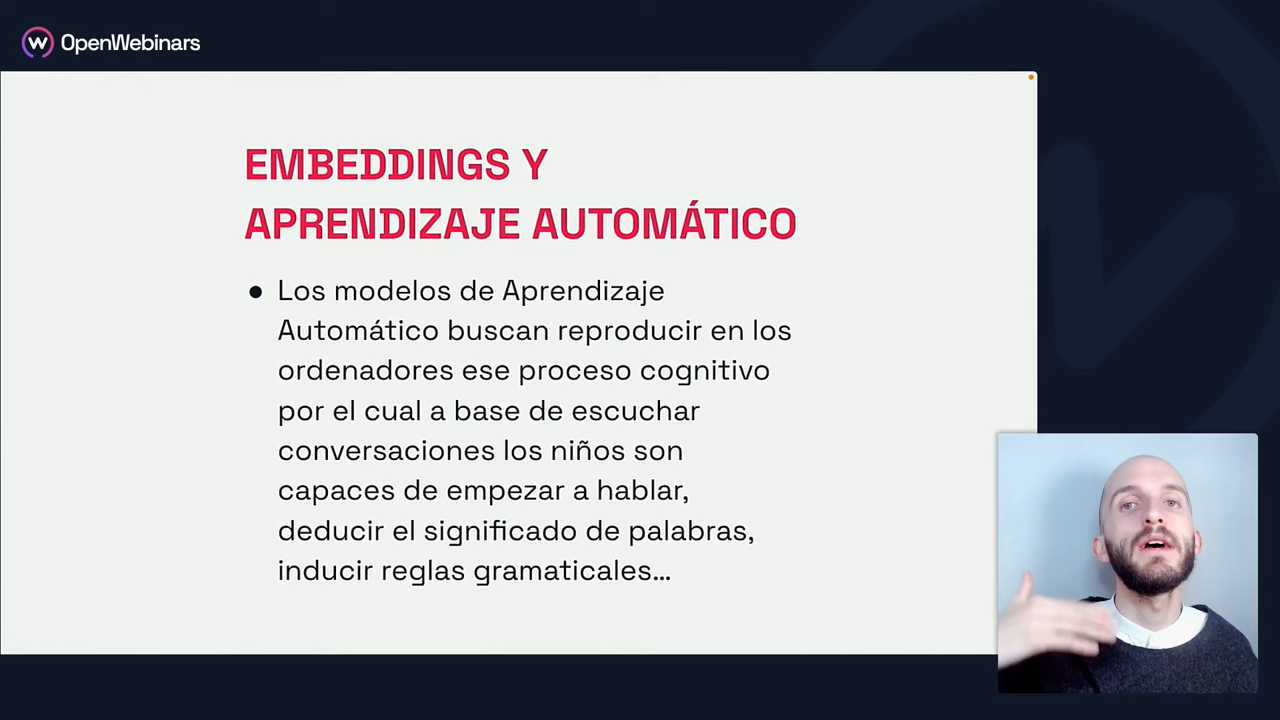 OpenWebinars
EMBEDDINGS Y
APRENDIZAJE AUTOMÁTICO
● Los modelos de Aprendizaje
Automático buscan reproducir en los
ordenadores ese proceso cognitivo
por el cual a base de escuchar
conversaciones los niños son
capaces de empezar a hablar,
deducir el significado de palabras,
inducir reglas gramaticales...